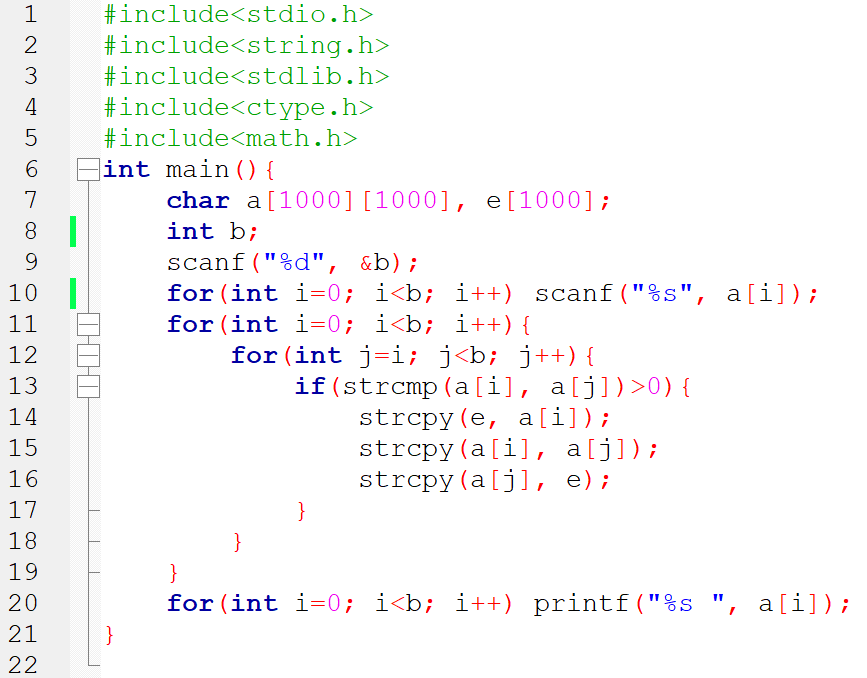 1 #include<stdio.h>
2 #include<string.h>
3 #include<stdlib.h>
4 #include<ctype.h>
5 #include<math.h>
6 int main(){
7     char a[1000][1000], e[1000];
8     int b;
9     scanf("%d", &b);
10     for(int i=0; i<b; i++) scanf("%s", a[i]);
11     for(int i=0; i<b; i++){
12         for(int j=i; j<b; j++){
13             if(strcmp(a[i], a[j])>0){
14                 strcpy(e, a[i]);
15                 strcpy(a[i], a[j]);
16                 strcpy(a[j], e);
17             }
18         }
19     }
20     for(int i=0; i<b; i++) printf("%s ", a[i]);
21 }
22